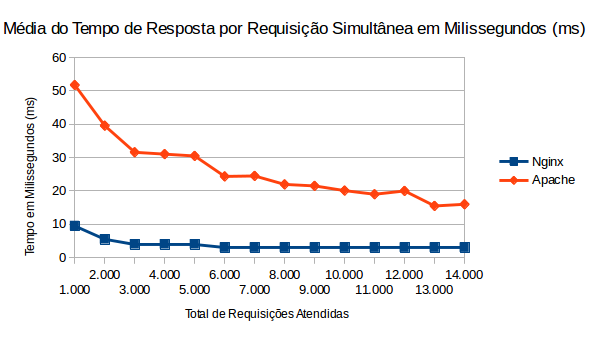 Média do Tempo de Resposta por Requisição Simultânea em Milissegundos (ms)
Tempo em Milissegundos (ms)
60
50
40
30
20
10
0
2.000 4.000 6.000 8.000 10.000 12.000 14.000
1.000 3.000 5.000 7.000 9.000 11.000 13.000
Total de Requisições Atendidas
Nginx
Apache